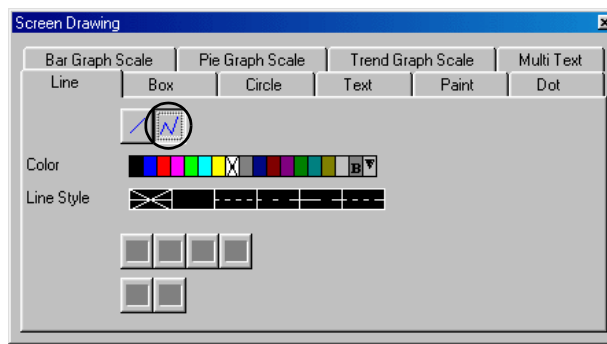 Screen Drawing
Bar Graph Scale Pie Graph Scale Trend Graph Scale Multi Text
Line Box Circle Text Paint Dot
Color B
Line Style